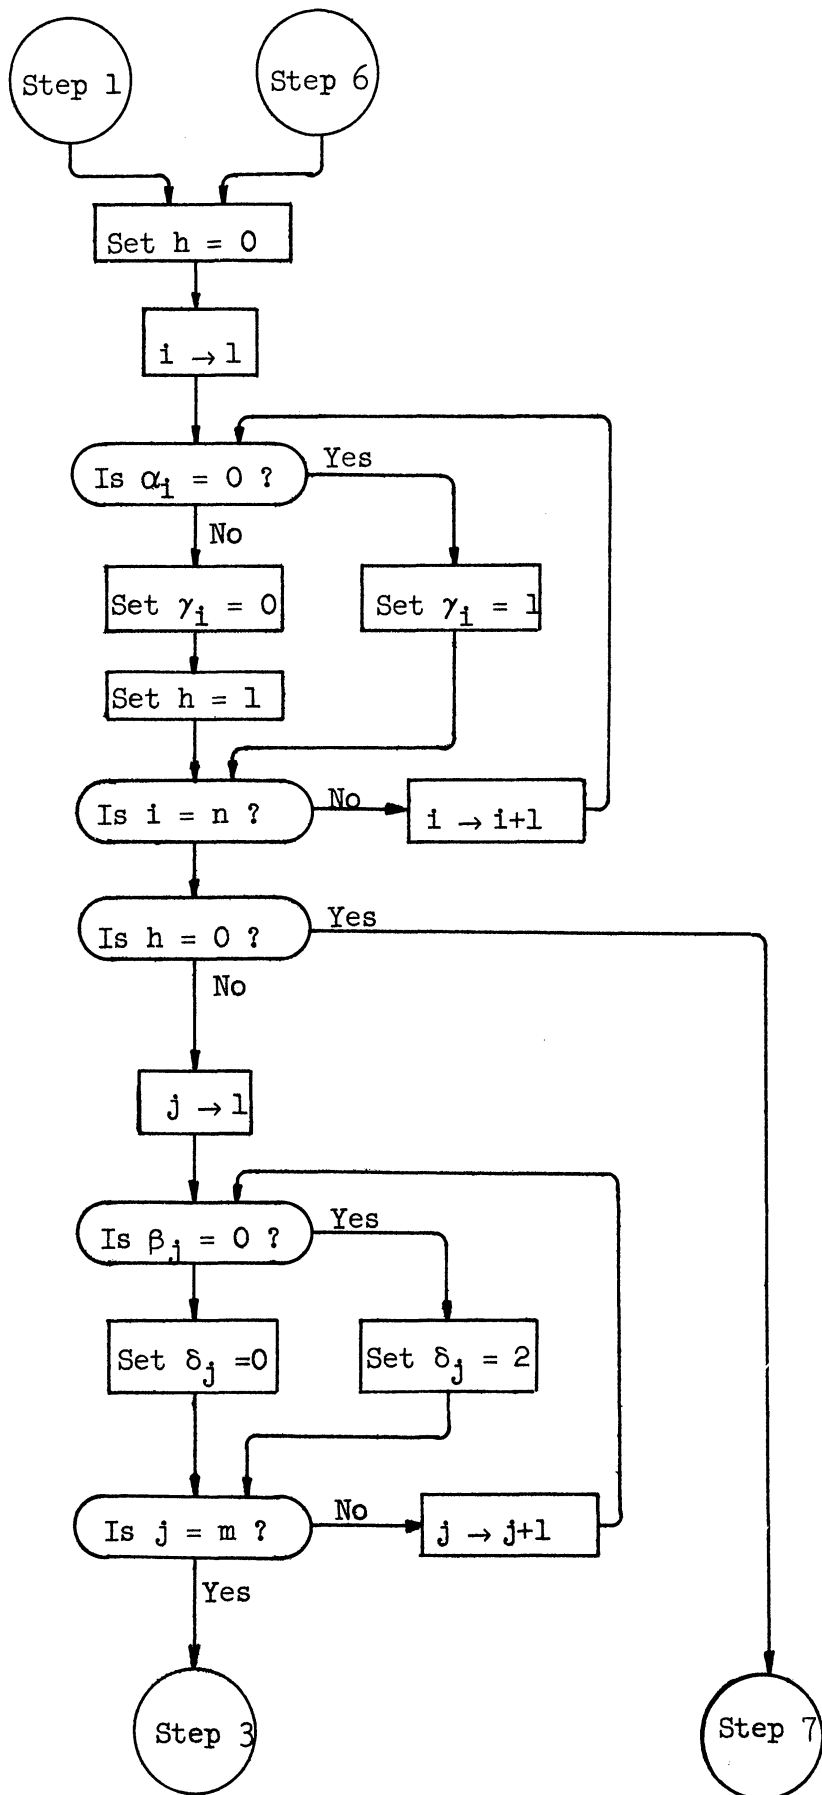 Step 1
Step 6
Set h = 0
i → 1
Is αᵢ = 0 ?
Yes
No
Set γᵢ = 0
Set γᵢ = 1
Set h = 1
Is i = n ?
No
i → i+1
Is h = 0 ?
Yes
No
j → 1
Is βⱼ = 0 ?
Yes
Set δⱼ =0
Set δⱼ = 2
Is j = m ?
No
j → j+1
Yes
Step 3
Step 7